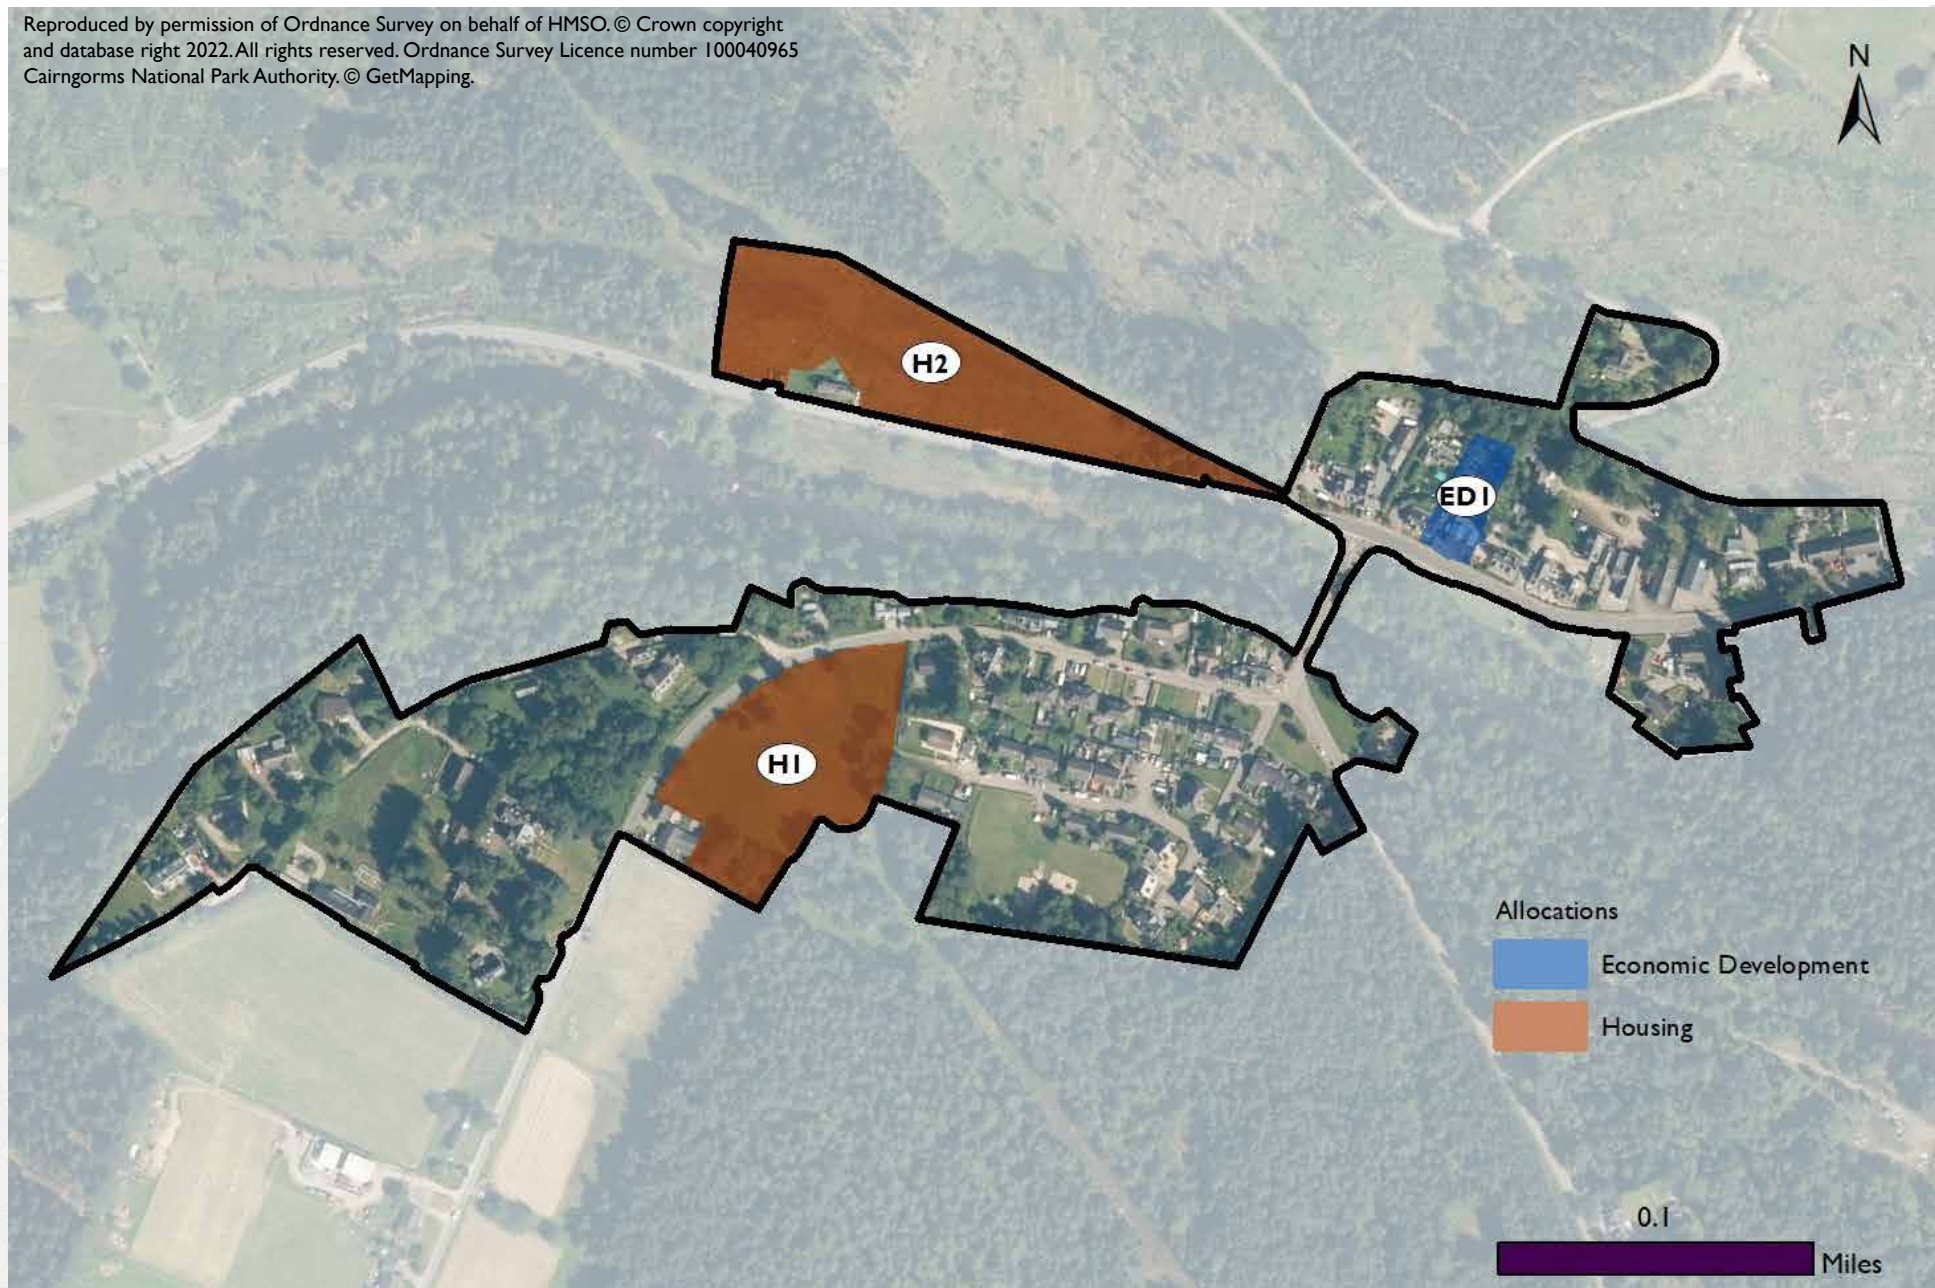 Reproduced by permission of Ordnance Survey on behalf of HMSO. © Crown copyright
and database right 2022. All rights reserved. Ordnance Survey Licence number 100040965
Cairngorms National Park Authority. © GetMapping.
N
H2
ED1
H1
Allocations
Economic Development
Housing
0.1
Miles